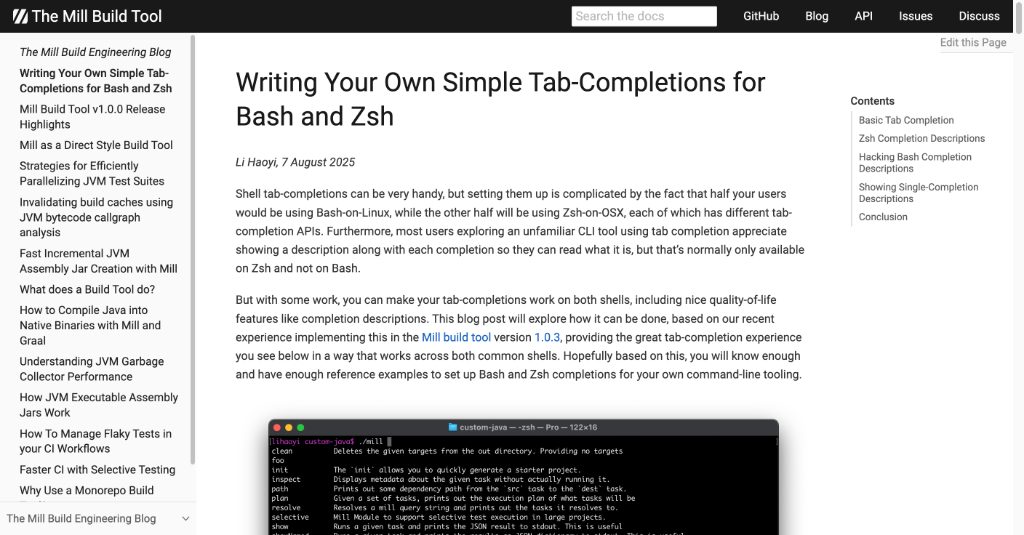 The Mill Build Tool
Search the docs
GitHub
Blog
API
Issues
Discuss
The Mill Build Engineering Blog
Writing Your Own Simple Tab-
Completions for Bash and Zsh
Mill Build Tool v1.0.0 Release
Highlights
Mill as a Direct Style Build Tool
Strategies for Efficiently
Parallelizing JVM Test Suites
Invalidating build caches using
JVM bytecode callgraph
analysis
Fast Incremental JVM
Assembly Jar Creation with Mill
What does a Build Tool do?
How to Compile Java into
Native Binaries with Mill and
Graal
Understanding JVM Garbage
Collector Performance
How JVM Executable Assembly
Jars Work
How To Manage Flaky Tests in
your CI Workflows
Faster CI with Selective Testing
Why Use a Monorepo Build
The Mill Build Engineering Blog
Edit this Page
Writing Your Own Simple Tab-Completions for
Bash and Zsh
Li Haoyi, 7 August 2025
Shell tab-completions can be very handy, but setting them up is complicated by the fact that half your users
would be using Bash-on-Linux, while the other half will be using Zsh-on-OSX, each of which has different tab-
completion APIs. Furthermore, most users exploring an unfamiliar CLI tool using tab completion appreciate
showing a description along with each completion so they can read what it is, but that's normally only available
on Zsh and not on Bash.
But with some work, you can make your tab-completions work on both shells, including nice quality-of-life
features like completion descriptions. This blog post will explore how it can be done, based on our recent
experience implementing this in the Mill build tool version 1.0.3, providing the great tab-completion experience
you see below in a way that works across both common shells. Hopefully based on this, you will know enough
and have enough reference examples to set up Bash and Zsh completions for your own command-line tooling.
custom-java — -zsh — Pro — 122×16
[lihaoyi custom-java$ ./mill ]
clean Deletes the given targets from the out directory. Providing no targets
foo
init The `init` allows you to quickly generate a starter project.
inspect Displays metadata about the given task without actually running it.
path Prints out some dependency path from the `src` task to the `dest` task.
plan Given a set of tasks, prints out the execution plan of what tasks will be
resolve Resolves a mill query string and prints out the tasks it resolves to.
selective Mill Module to support selective test execution in large projects.
show Runs a given task and prints the JSON result to stdout. This is useful
Contents
Basic Tab Completion
Zsh Completion Descriptions
Hacking Bash Completion
Descriptions
Showing Single-Completion
Descriptions
Conclusion